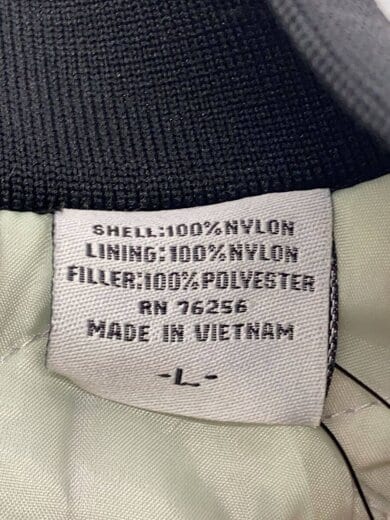 SHELL:100%NYLON
LINING:100%NYLON
FILLER:100%POLYESTER
RN 76256
MADE IN VIETNAM
-L-